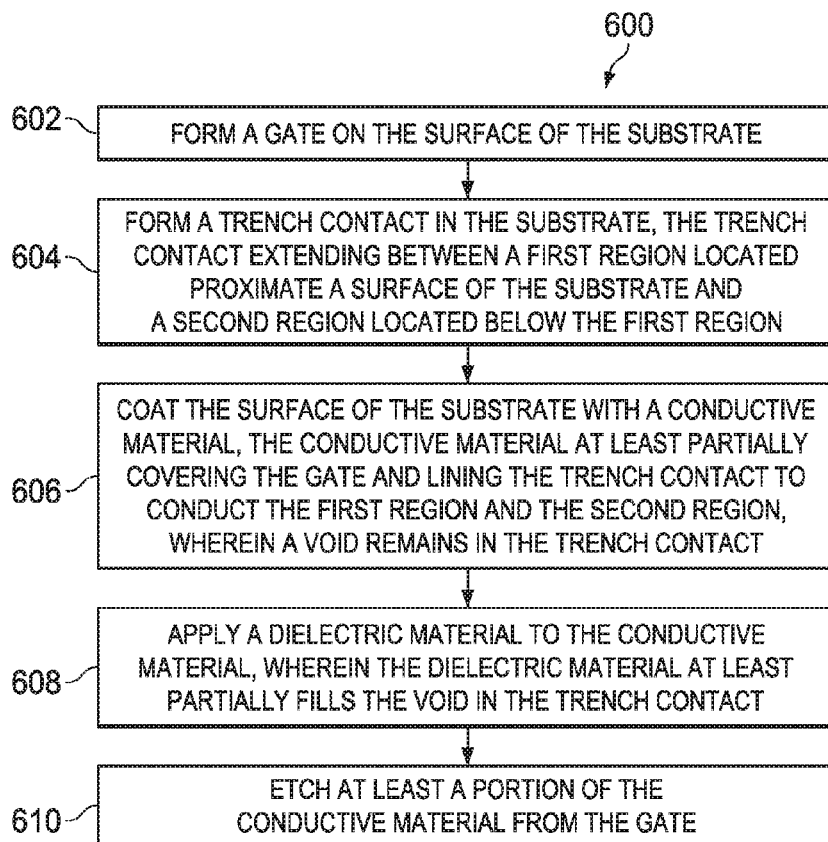 600
602
FORM A GATE ON THE SURFACE OF THE SUBSTRATE
604
FORM A TRENCH CONTACT IN THE SUBSTRATE, THE TRENCH
CONTACT EXTENDING BETWEEN A FIRST REGION LOCATED
PROXIMATE A SURFACE OF THE SUBSTRATE AND
A SECOND REGION LOCATED BELOW THE FIRST REGION
606
COAT THE SURFACE OF THE SUBSTRATE WITH A CONDUCTIVE
MATERIAL, THE CONDUCTIVE MATERIAL AT LEAST PARTIALLY
COVERING THE GATE AND LINING THE TRENCH CONTACT TO
CONDUCT THE FIRST REGION AND THE SECOND REGION,
WHEREIN A VOID REMAINS IN THE TRENCH CONTACT
608
APPLY A DIELECTRIC MATERIAL TO THE CONDUCTIVE
MATERIAL, WHEREIN THE DIELECTRIC MATERIAL AT LEAST
PARTIALLY FILLS THE VOID IN THE TRENCH CONTACT
610
ETCH AT LEAST A PORTION OF THE
CONDUCTIVE MATERIAL FROM THE GATE